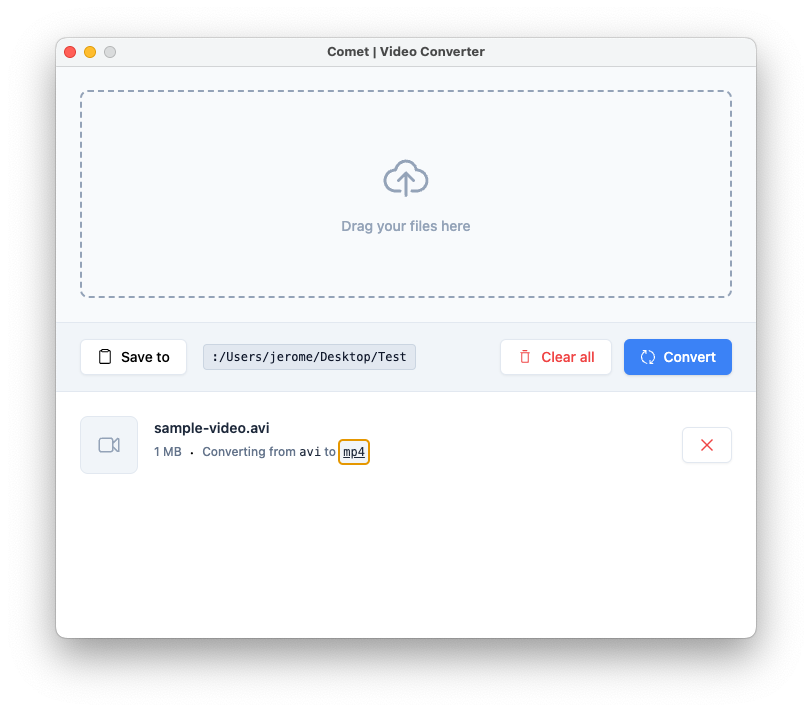 Comet | Video Converter
Drag your files here
Save to
:/Users/jerome/Desktop/Test
Clear all
Convert
sample-video.avi
1 MB • Converting from avi to mp4